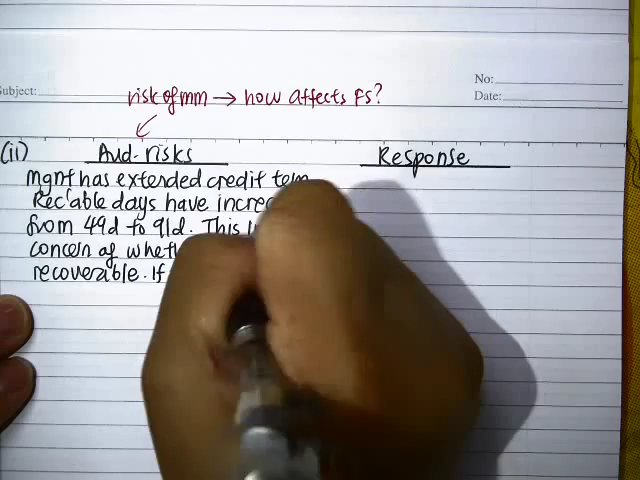 Subject:
No:
Date:
risk of mm → how affects FS?
(ii) Aud-risks Response
Mgnt has extended credit term
Rec'able days have
from 49d to 91d. This
concern of
recoverable. If